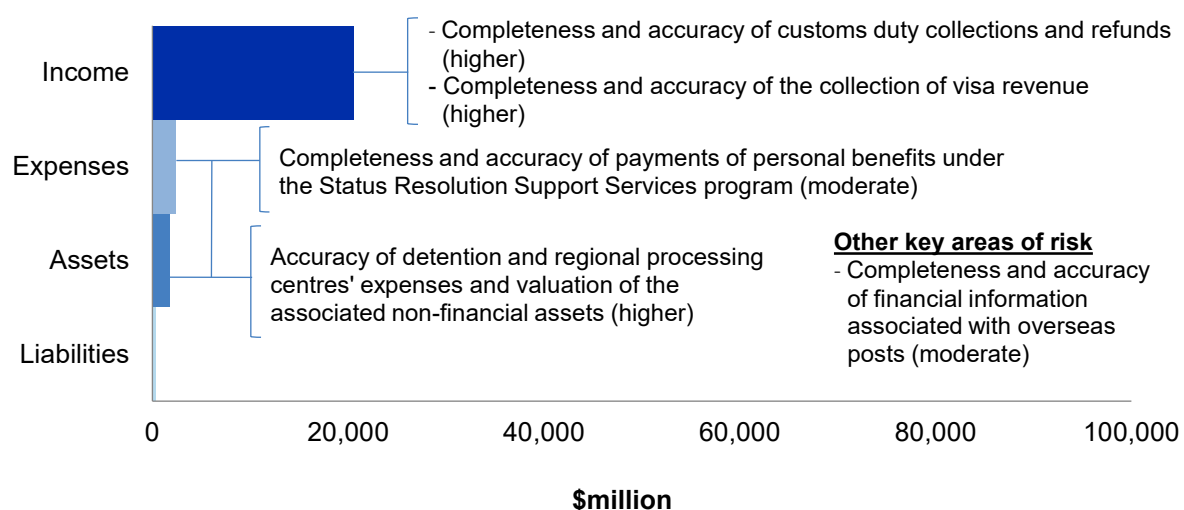 Income
- Completeness and accuracy of customs duty collections and refunds
(higher)
- Completeness and accuracy of the collection of visa revenue
(higher)
Expenses
Completeness and accuracy of payments of personal benefits under
the Status Resolution Support Services program (moderate)
Assets
Accuracy of detention and regional processing
centres' expenses and valuation of the
associated non-financial assets (higher)
Other key areas of risk
- Completeness and accuracy
of financial information
associated with overseas
posts (moderate)
Liabilities
0 20,000 40,000 60,000 80,000 100,000
$million